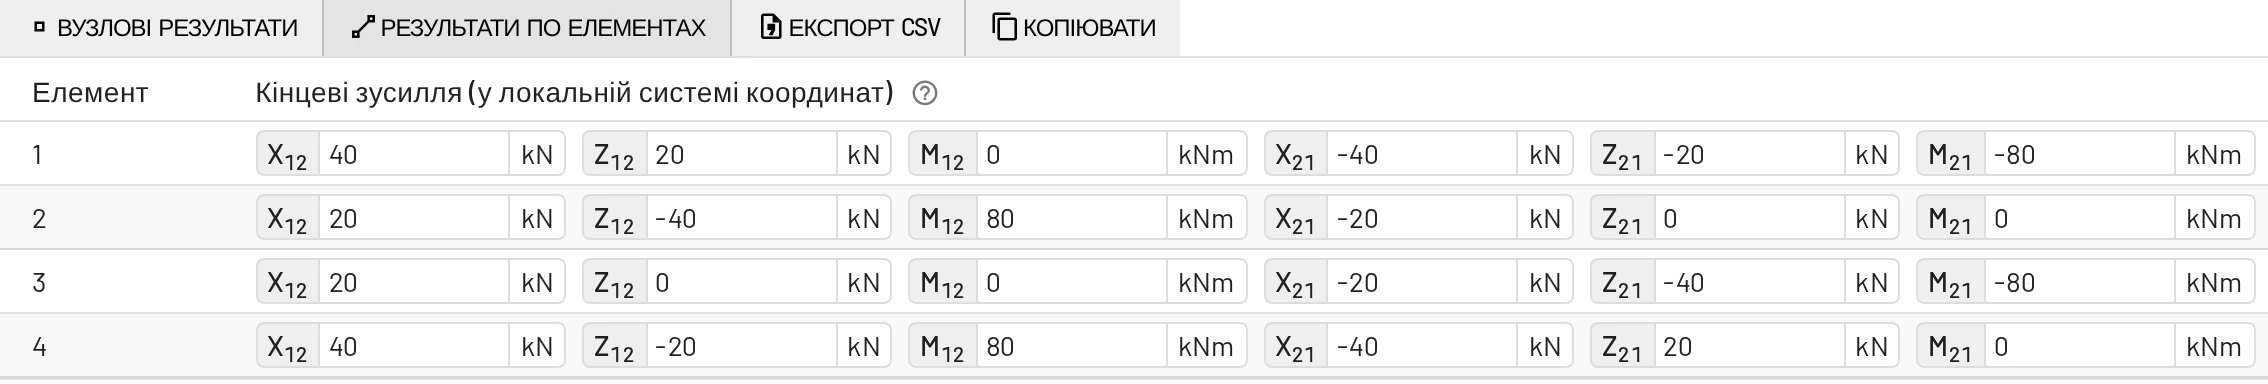 ВУЗЛОВІ РЕЗУЛЬТАТИ РЕЗУЛЬТАТИ ПО ЕЛЕМЕНТАХ ЕКСПОРТ CSV КОПІЮВАТИ
Елемент Кінцеві зусилля (у локальній системі координат) ?
1 X12 40 kN Z12 20 kN M12 0 kNm X21 -40 kN Z21 -20 kN M21 -80 kNm
2 X12 20 kN Z12 -40 kN M12 80 kNm X21 -20 kN Z21 0 kN M21 0 kNm
3 X12 20 kN Z12 0 kN M12 0 kNm X21 -20 kN Z21 -40 kN M21 -80 kNm
4 X12 40 kN Z12 -20 kN M12 80 kNm X21 -40 kN Z21 20 kN M21 0 kNm